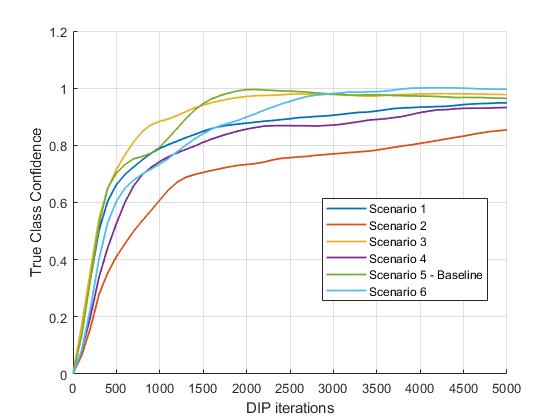 1.2
1
0.8
0.6
0.4
0.2
0
True Class Confidence
Scenario 1
Scenario 2
Scenario 3
Scenario 4
Scenario 5 - Baseline
Scenario 6
0 500 1000 1500 2000 2500 3000 3500 4000 4500 5000
DIP iterations